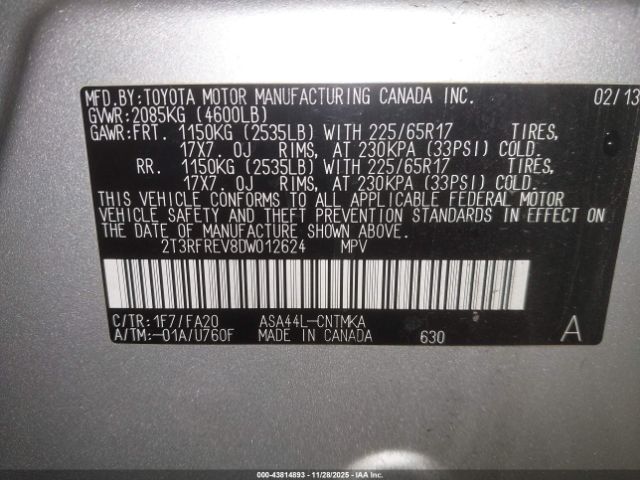 MFD.BY:TOYOTA MOTOR MANUFACTURING CANADA INC. 02/13
GVWR:2085KG (4600LB)
GAWR:FRT. 1150KG (2535LB) WITH 225/65R17 TIRES,
17X7. 0J RIMS, AT 230KPA (33PSI) COLD.
RR. 1150KG (2535LB) WITH 225/65R17 TIRES,
17X7. 0J RIMS, AT 230KPA (33PSI) COLD.
THIS VEHICLE CONFORMS TO ALL APPLICABLE FEDERAL MOTOR
VEHICLE SAFETY AND THEFT PREVENTION STANDARDS IN EFFECT ON
THE DATE OF MANUFACTURE SHOWN ABOVE.
2T3RFREV8DW012624 MPV
C/TR:1F7/FA20 ASA44L-CNTMKA
A/TM:-01A/U760F MADE IN CANADA 630 A
000-43814893 - 11/28/2025 - IAAI.COM